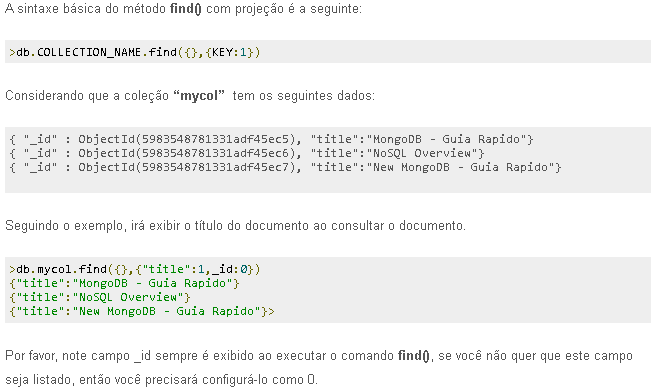 A sintaxe básica do método find() com projeção é a seguinte:
>db.COLLECTION_NAME.find({},{KEY:1})
Considerando que a coleção “mycol” tem os seguintes dados:
{ "_id" : ObjectId(5983548781331adf45ec5), "title":"MongoDB - Guia Rapido"}
{ "_id" : ObjectId(5983548781331adf45ec6), "title":"NoSQL Overview"}
{ "_id" : ObjectId(5983548781331adf45ec7), "title":"New MongoDB - Guia Rapido"}
Seguindo o exemplo, irá exibir o título do documento ao consultar o documento.
>db.mycol.find({},{"title":1,_id:0})
{"title":"MongoDB - Guia Rapido"}
{"title":"NoSQL Overview"}
{"title":"New MongoDB - Guia Rapido"}>
Por favor, note campo _id sempre é exibido ao executar o comando find(), se você não quer que este campo
seja listado, então você precisará configurá-lo como 0.